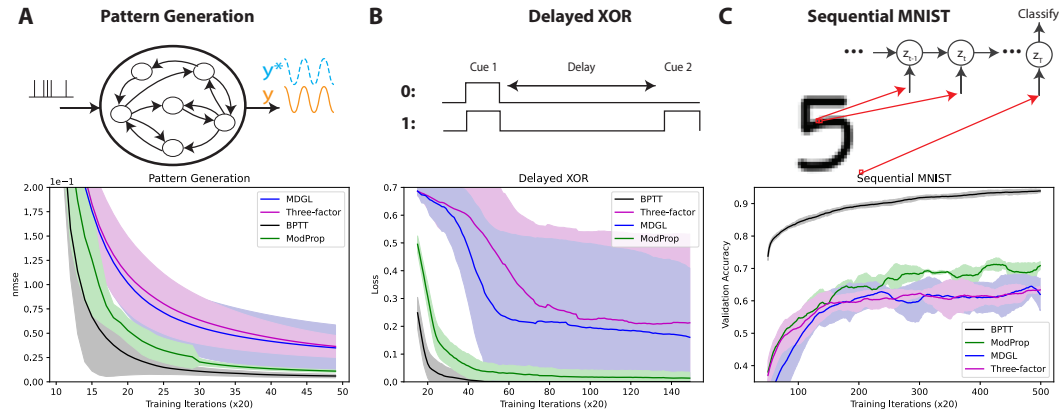 A Pattern Generation
y*
y
Pattern Generation
1e−1
2.00
1.75
1.50
1.25
1.00
0.75
0.50
0.25
0.00
nmse
10 15 20 25 30 35 40 45 50
Training Iterations (x20)
MDGL
Three-factor
BPTT
ModProp
B Delayed XOR
Cue 1 Delay Cue 2
0:
1:
Delayed XOR
0.7
0.6
0.5
0.4
0.3
0.2
0.1
0.0
Loss
20 40 60 80 100 120 140
Training Iterations (x20)
BPTT
Three-factor
MDGL
ModProp
C Sequential MNIST
Classify
••• z_{t-1} z_t ••• z_T
5
Sequential MNIST
0.9
0.8
0.7
0.6
0.5
0.4
Validation Accuracy
100 200 300 400 500
Training Iterations (x20)
BPTT
ModProp
MDGL
Three-factor